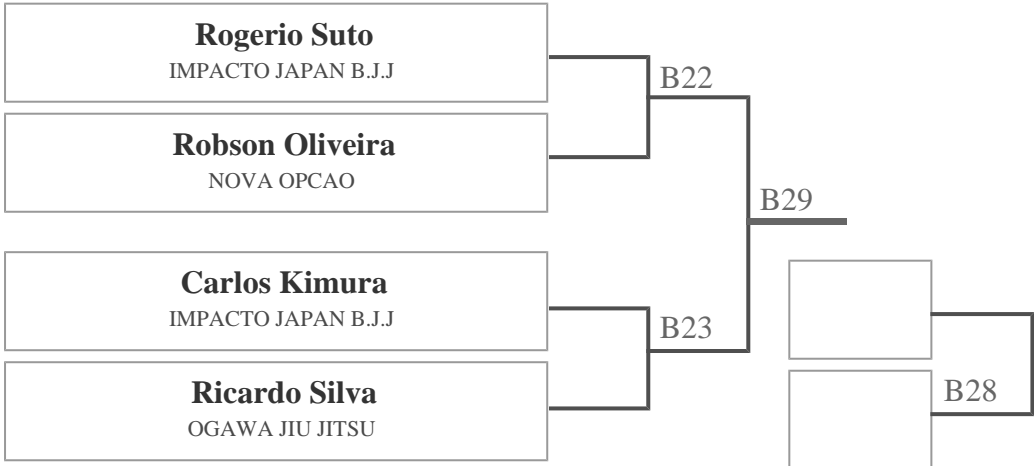 Rogerio Suto
IMPACTO JAPAN B.J.J
B22
Robson Oliveira
NOVA OPCAO
B29
Carlos Kimura
IMPACTO JAPAN B.J.J
B23
Ricardo Silva
OGAWA JIU JITSU
B28